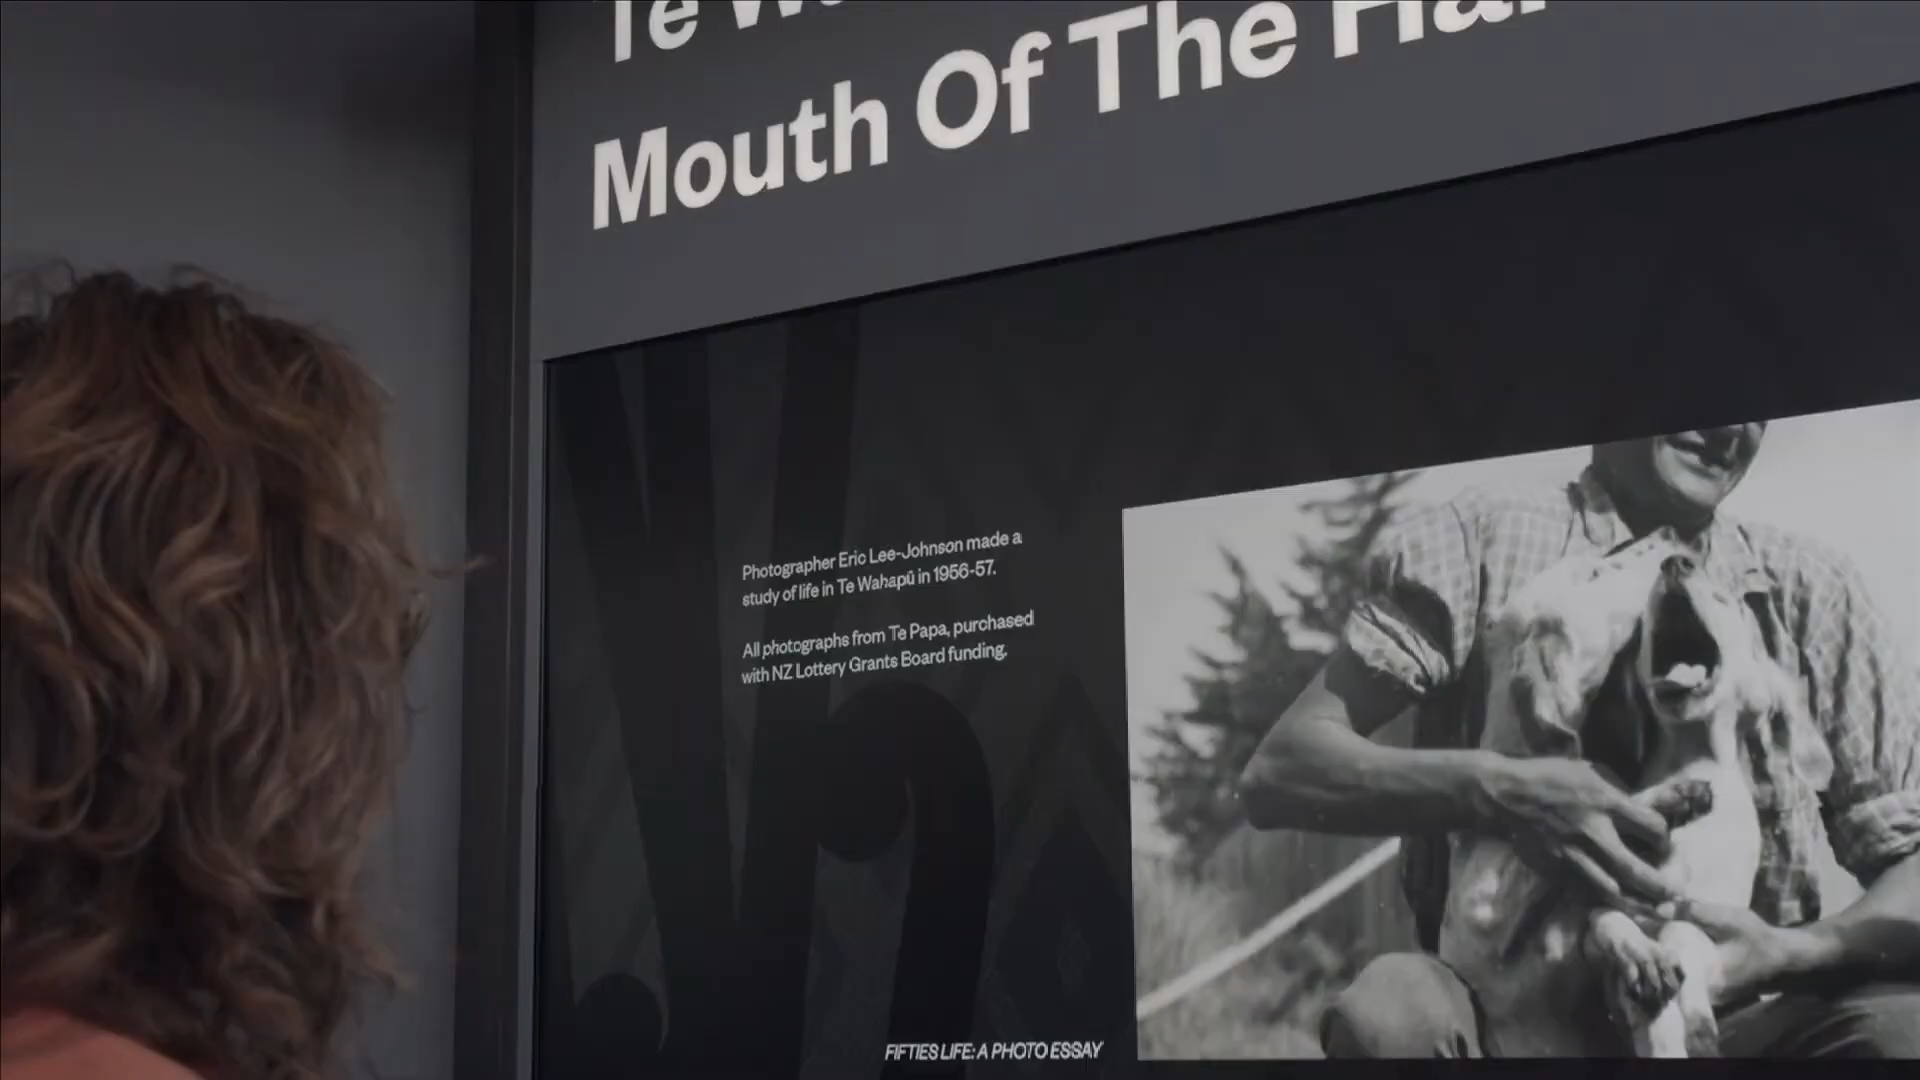 Te
Mouth Of The
Photographer Eric Lee-Johnson made a
study of life in Te Wahapū in 1956-57.
All photographs from Te Papa, purchased
with NZ Lottery Grants Board funding.
FIFTIES LIFE: A PHOTO ESSAY